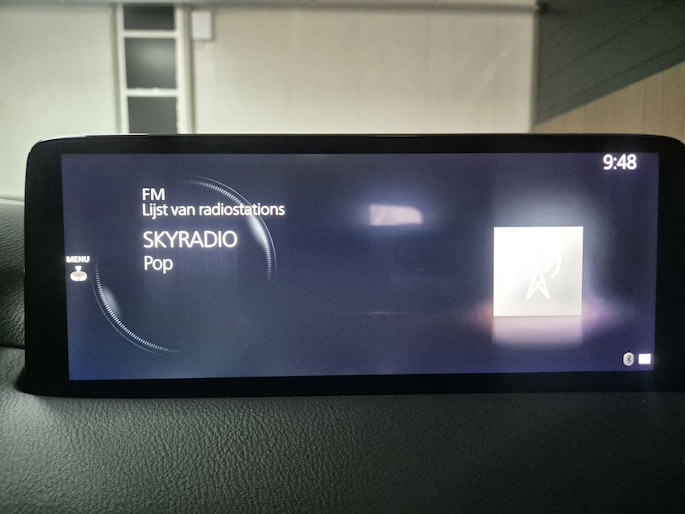 9:48
FM
Lijst van radiostations
SKYRADIO
Pop
MENU